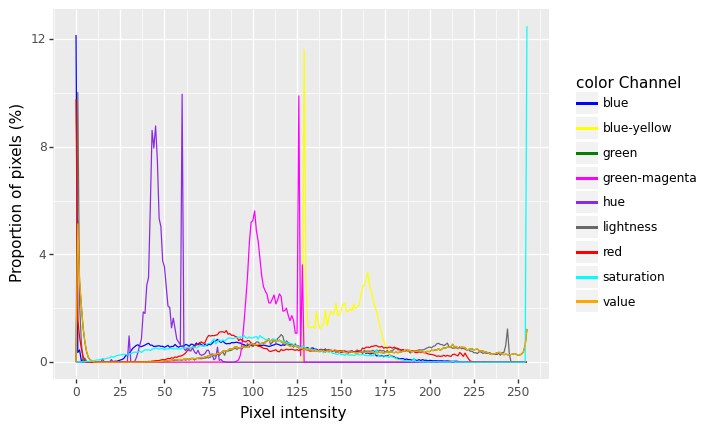 12
8
4
0
0
25
50
75
100
125
150
175
200
225
250
Pixel intensity
Proportion of pixels (%)
color Channel
blue
blue-yellow
green
green-magenta
hue
lightness
red
saturation
value